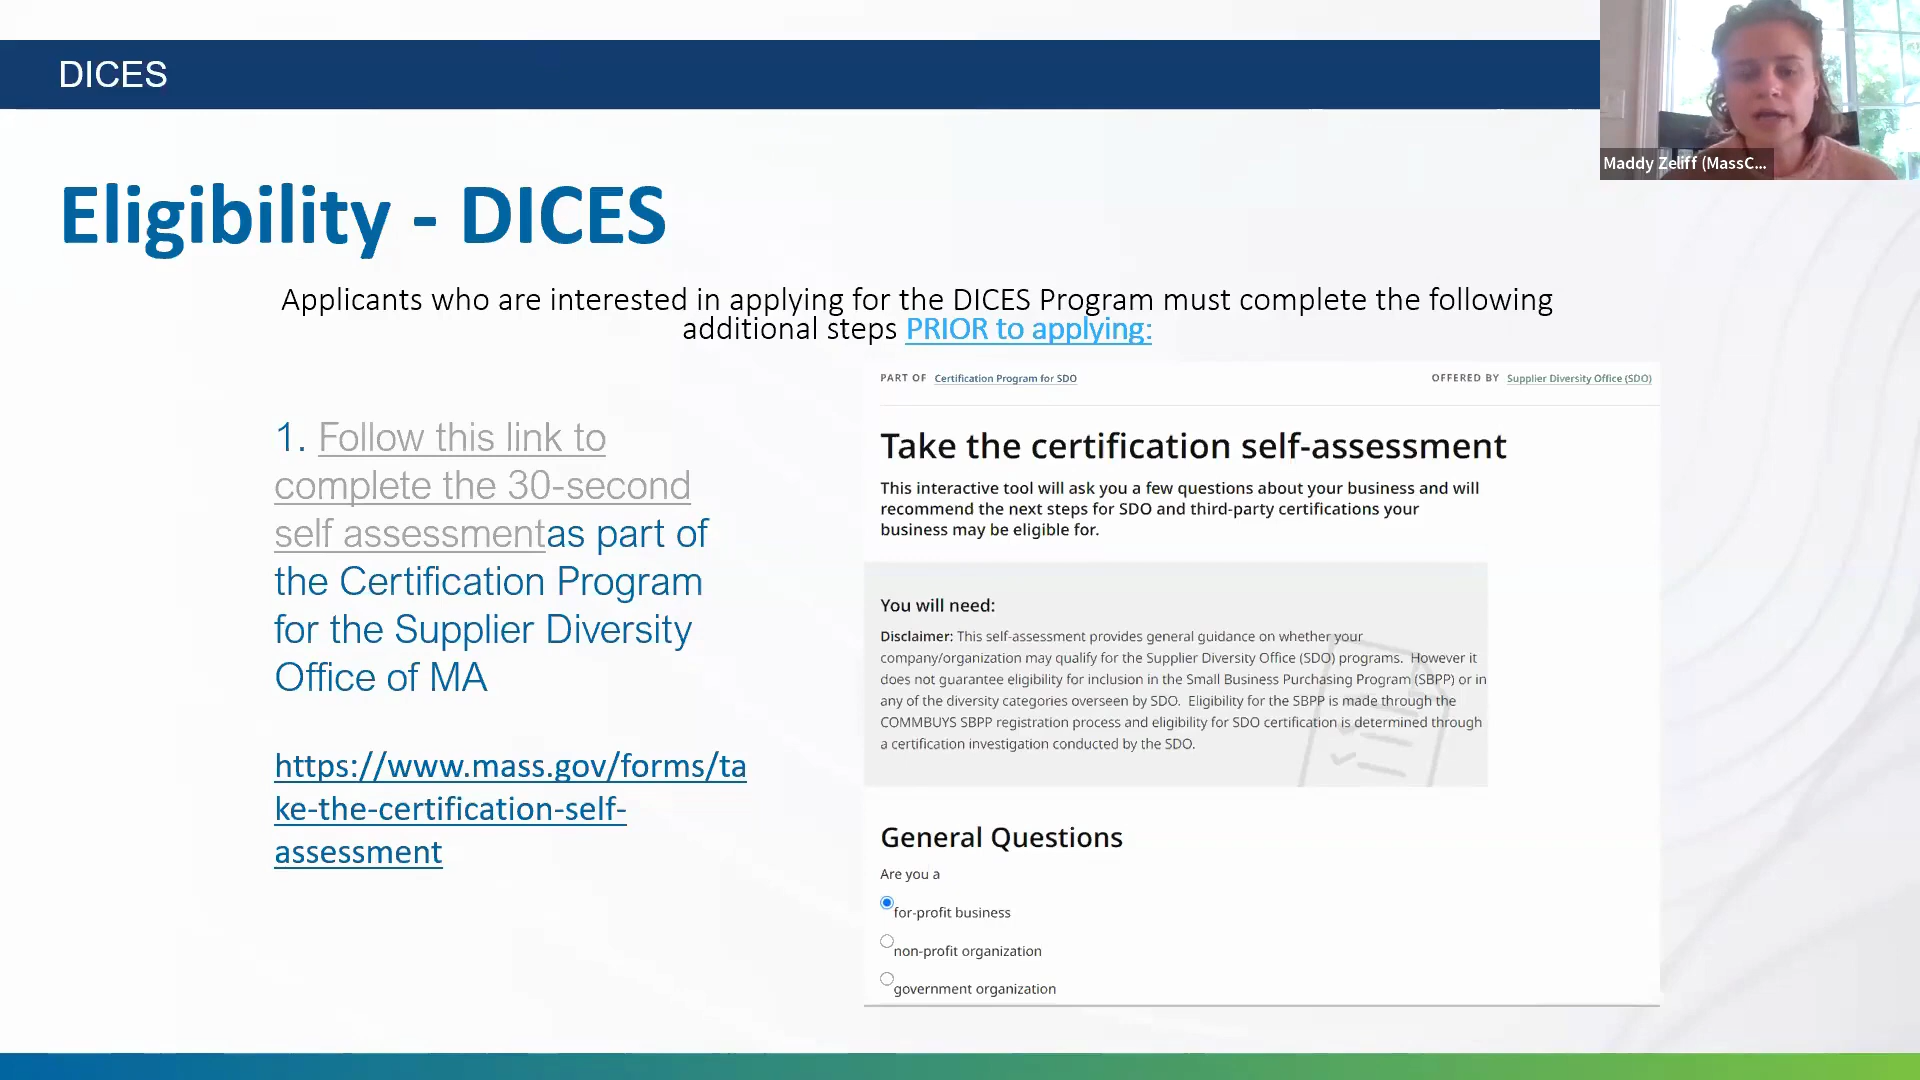 DICES
Maddy Zeliff (MassC...
Eligibility - DICES
Applicants who are interested in applying for the DICES Program must complete the following
additional steps PRIOR to applying:
1. Follow this link to
complete the 30-second
self assessmentas part of
the Certification Program
for the Supplier Diversity
Office of MA
https://www.mass.gov/forms/ta
ke-the-certification-self-
assessment
PART OF Certification Program for SDO
OFFERED BY Supplier Diversity Office (SDO)
Take the certification self-assessment
This interactive tool will ask you a few questions about your business and will
recommend the next steps for SDO and third-party certifications your
business may be eligible for.
You will need:
Disclaimer: This self-assessment provides general guidance on whether your
company/organization may qualify for the Supplier Diversity Office (SDO) programs. However it
does not guarantee eligibility for inclusion in the Small Business Purchasing Program (SBPP) or in
any of the diversity categories overseen by SDO. Eligibility for the SBPP is made through the
COMMBUYS SBPP registration process and eligibility for SDO certification is determined through
a certification investigation conducted by the SDO.
General Questions
Are you a
for-profit business
non-profit organization
government organization